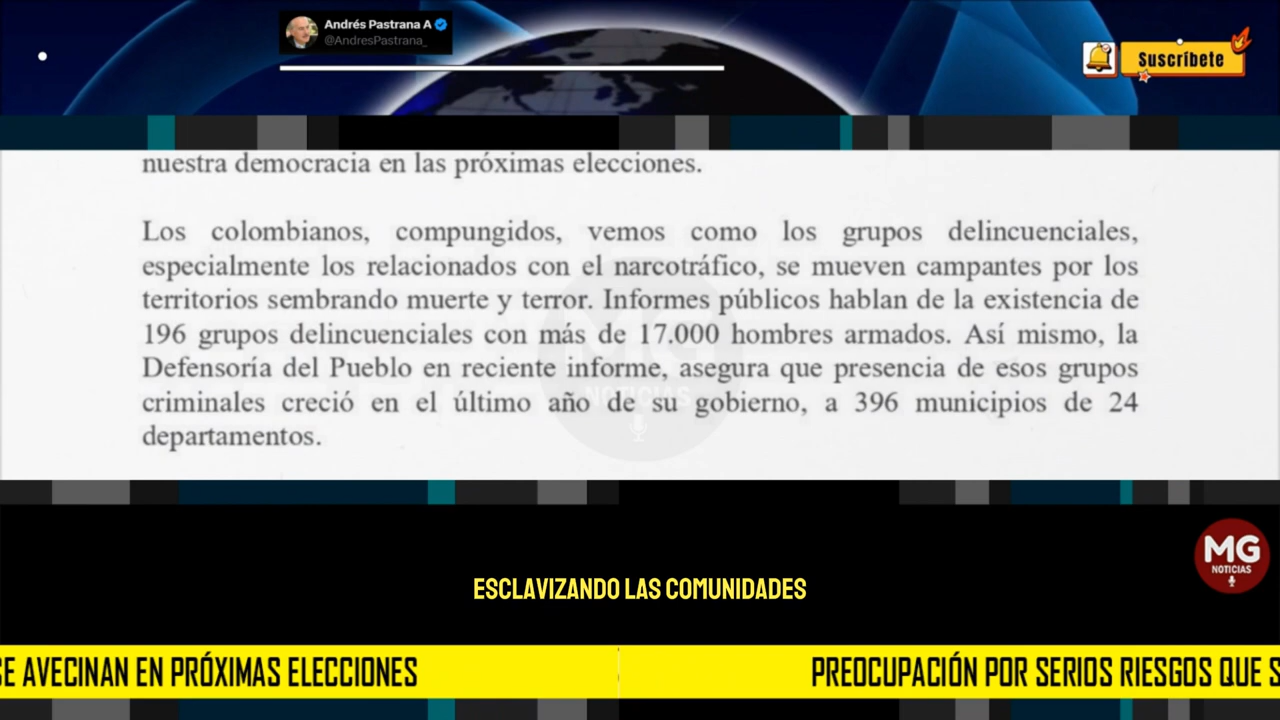 Andrés Pastrana A
@AndresPastrana_
Suscríbete
nuestra democracia en las próximas elecciones.
Los colombianos, compungidos, vemos como los grupos delincuenciales,
especialmente los relacionados con el narcotráfico, se mueven campantes por los
territorios sembrando muerte y terror. Informes públicos hablan de la existencia de
196 grupos delincuenciales con más de 17.000 hombres armados. Así mismo, la
Defensoría del Pueblo en reciente informe, asegura que presencia de esos grupos
criminales creció en el último año de su gobierno, a 396 municipios de 24
departamentos.
MG
NOTICIAS
MG
NOTICIAS
ESCLAVIZANDO LAS COMUNIDADES
SE AVECINAN EN PRÓXIMAS ELECCIONES
PREOCUPACIÓN POR SERIOS RIESGOS QUE S